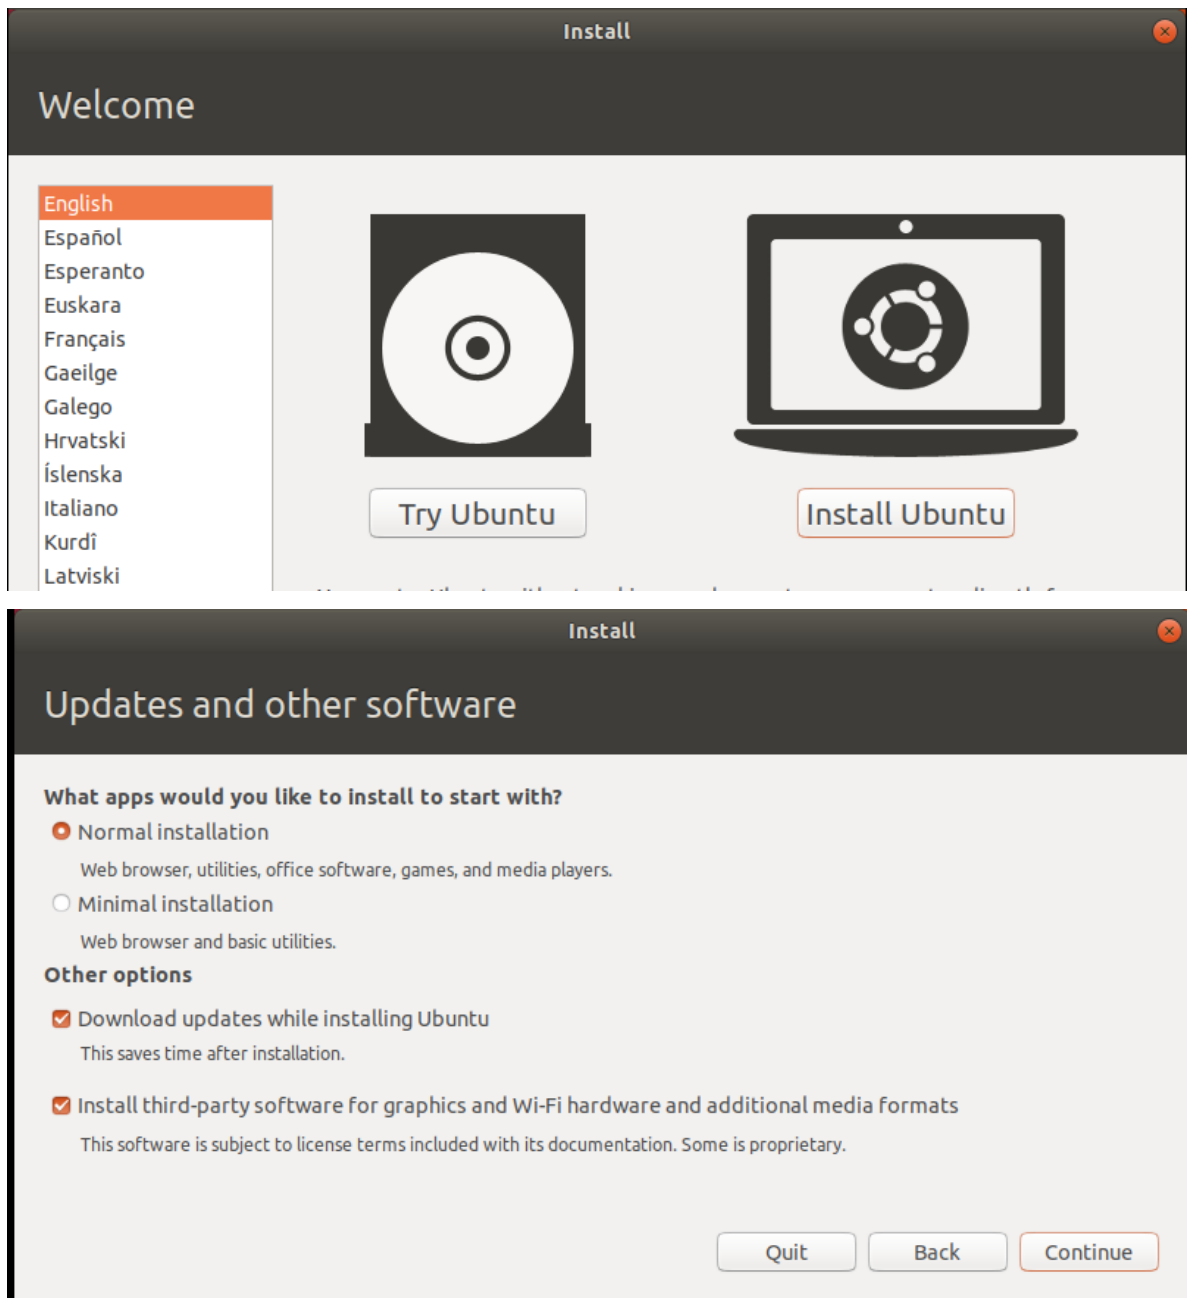 Install
Welcome
English
Español
Esperanto
Euskara
Français
Gaeilge
Galego
Hrvatski
Íslenska
Italiano
Kurdî
Latviski
Try Ubuntu
Install Ubuntu
Install
Updates and other software
What apps would you like to install to start with?
Normal installation
Web browser, utilities, office software, games, and media players.
Minimal installation
Web browser and basic utilities.
Other options
Download updates while installing Ubuntu
This saves time after installation.
Install third-party software for graphics and Wi-Fi hardware and additional media formats
This software is subject to license terms included with its documentation. Some is proprietary.
Quit
Back
Continue